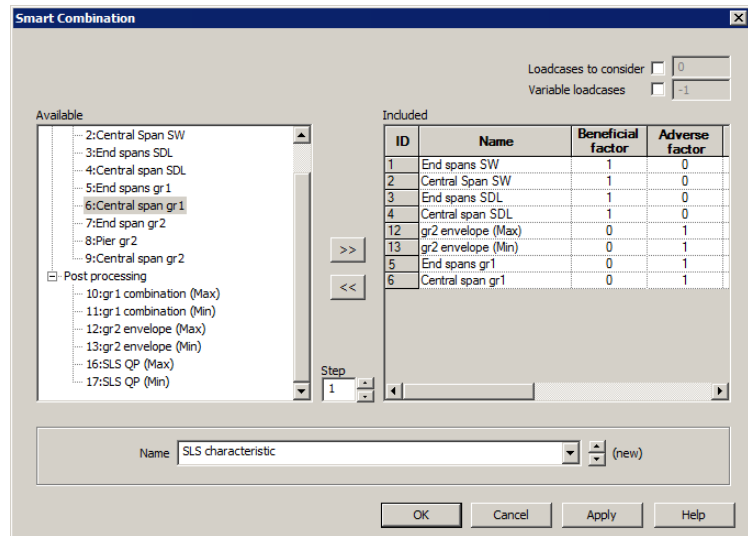 Smart Combination
Loadcases to consider 0
Variable loadcases -1
Available
2:Central Span SW
3:End spans SDL
4:Central span SDL
5:End spans gr1
6:Central span gr1
7:End span gr2
8:Pier gr2
9:Central span gr2
Post processing
10:gr1 combination (Max)
11:gr1 combination (Min)
12:gr2 envelope (Max)
13:gr2 envelope (Min)
16:SLS QP (Max)
17:SLS QP (Min)
>>
<<
Step
1
Included
ID Name Beneficial factor Adverse factor
1 End spans SW 1 0
2 Central Span SW 1 0
3 End spans SDL 1 0
4 Central span SDL 1 0
12 gr2 envelope (Max) 0 1
13 gr2 envelope (Min) 0 1
5 End spans gr1 0 1
6 Central span gr1 0 1
Name SLS characteristic (new)
OK Cancel Apply Help